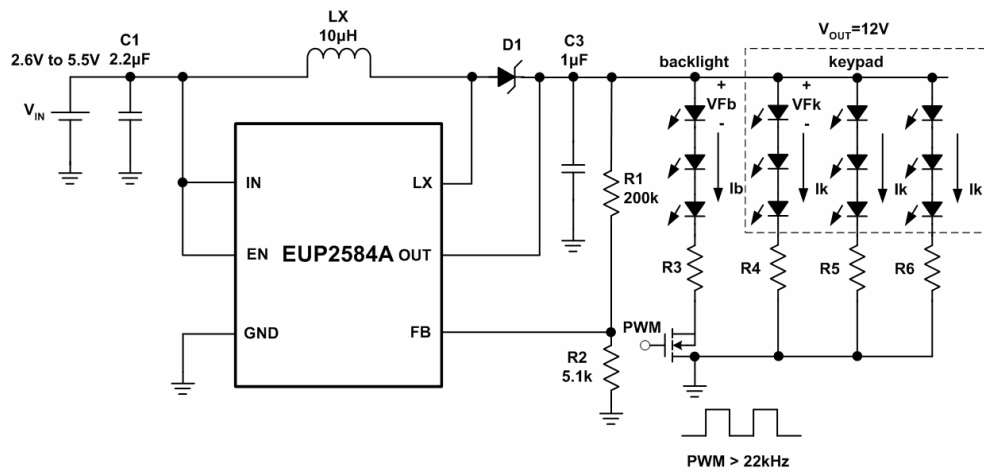 LX
10µH
C1
2.2µF
2.6V to 5.5V
V_IN
D1
C3
1µF
V_OUT=12V
backlight
keypad
+
VFb
-
+
VFk
-
Ib
Ik
Ik
Ik
IN
LX
EN
EUP2584A
OUT
GND
FB
R1
200k
R2
5.1k
R3
R4
R5
R6
PWM
PWM > 22kHz